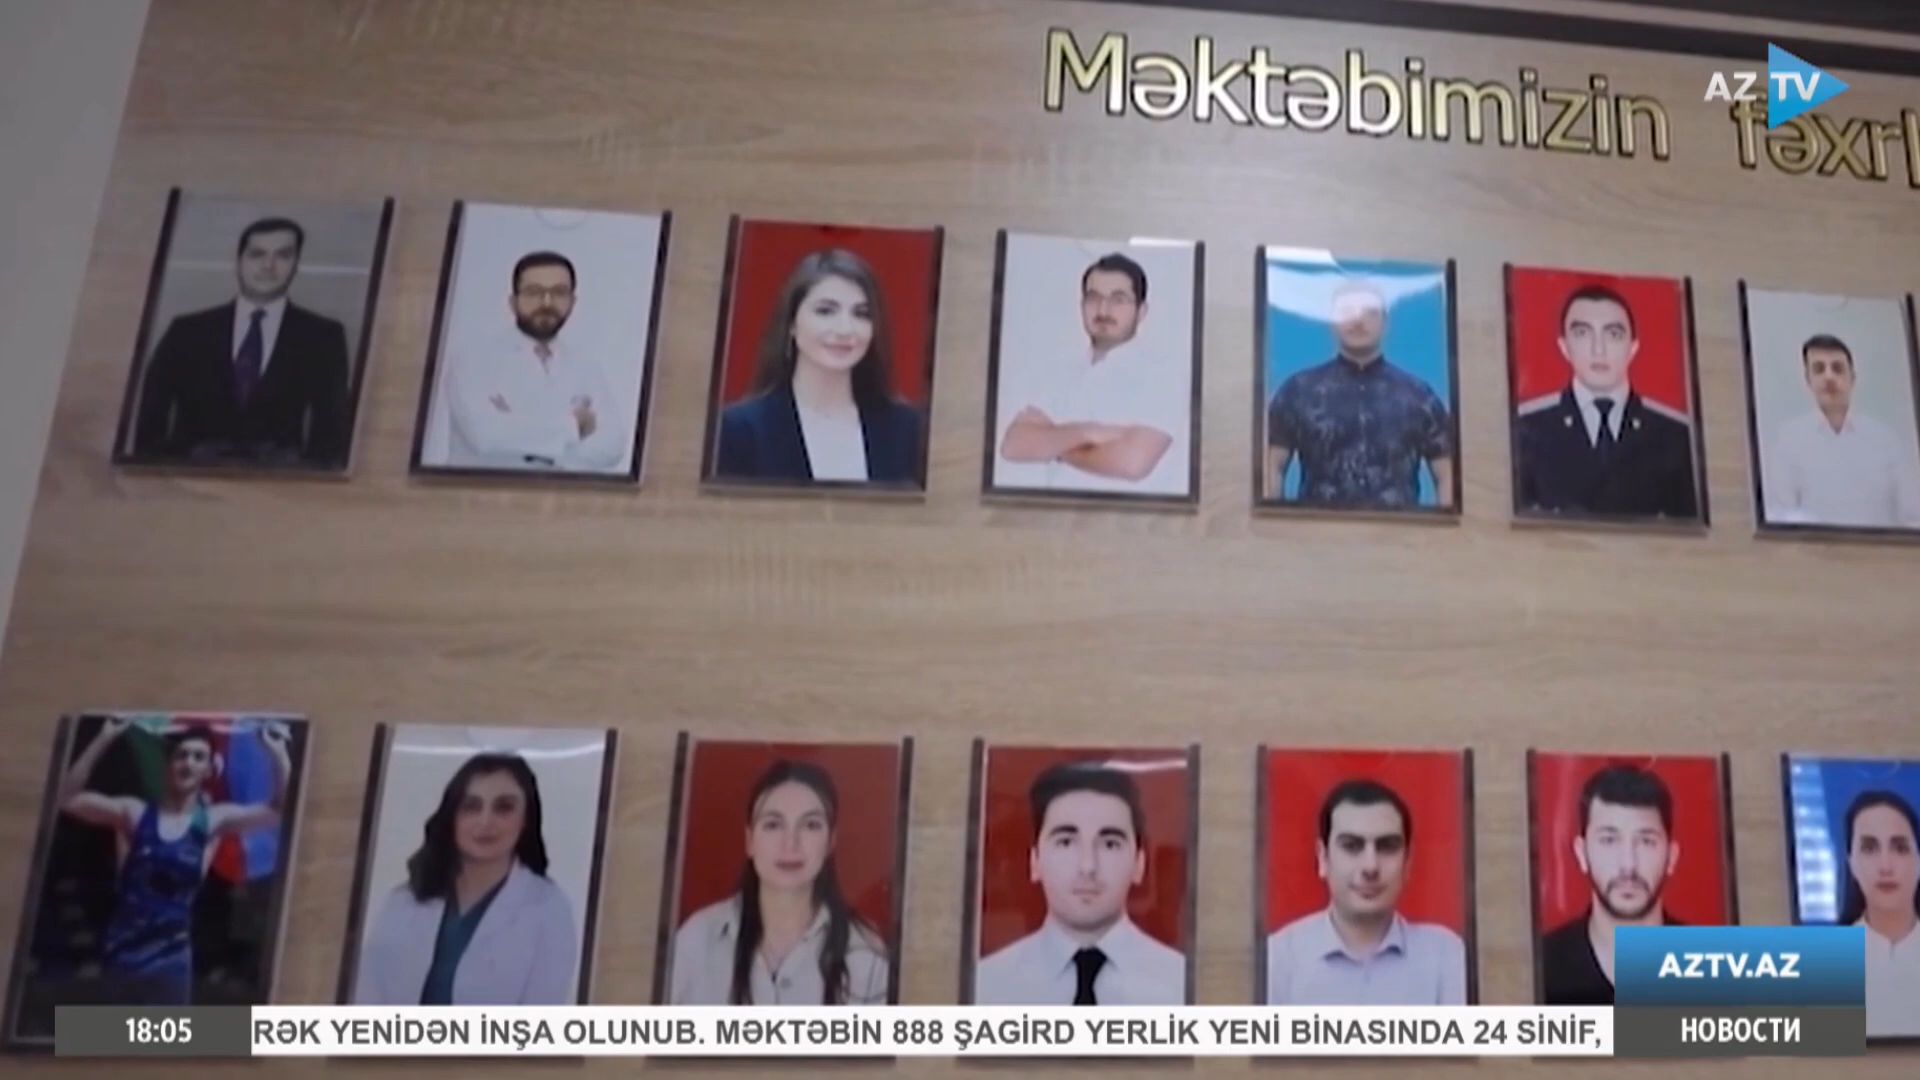 Məktəbimizin fəxrl
AZ TV
AZTV.AZ
18:05
RƏK YENİDƏN İNŞA OLUNUB. MƏKTƏBİN 888 ŞAGİRD YERLİK YENİ BİNASINDA 24 SİNİF,
НОВОСТИ